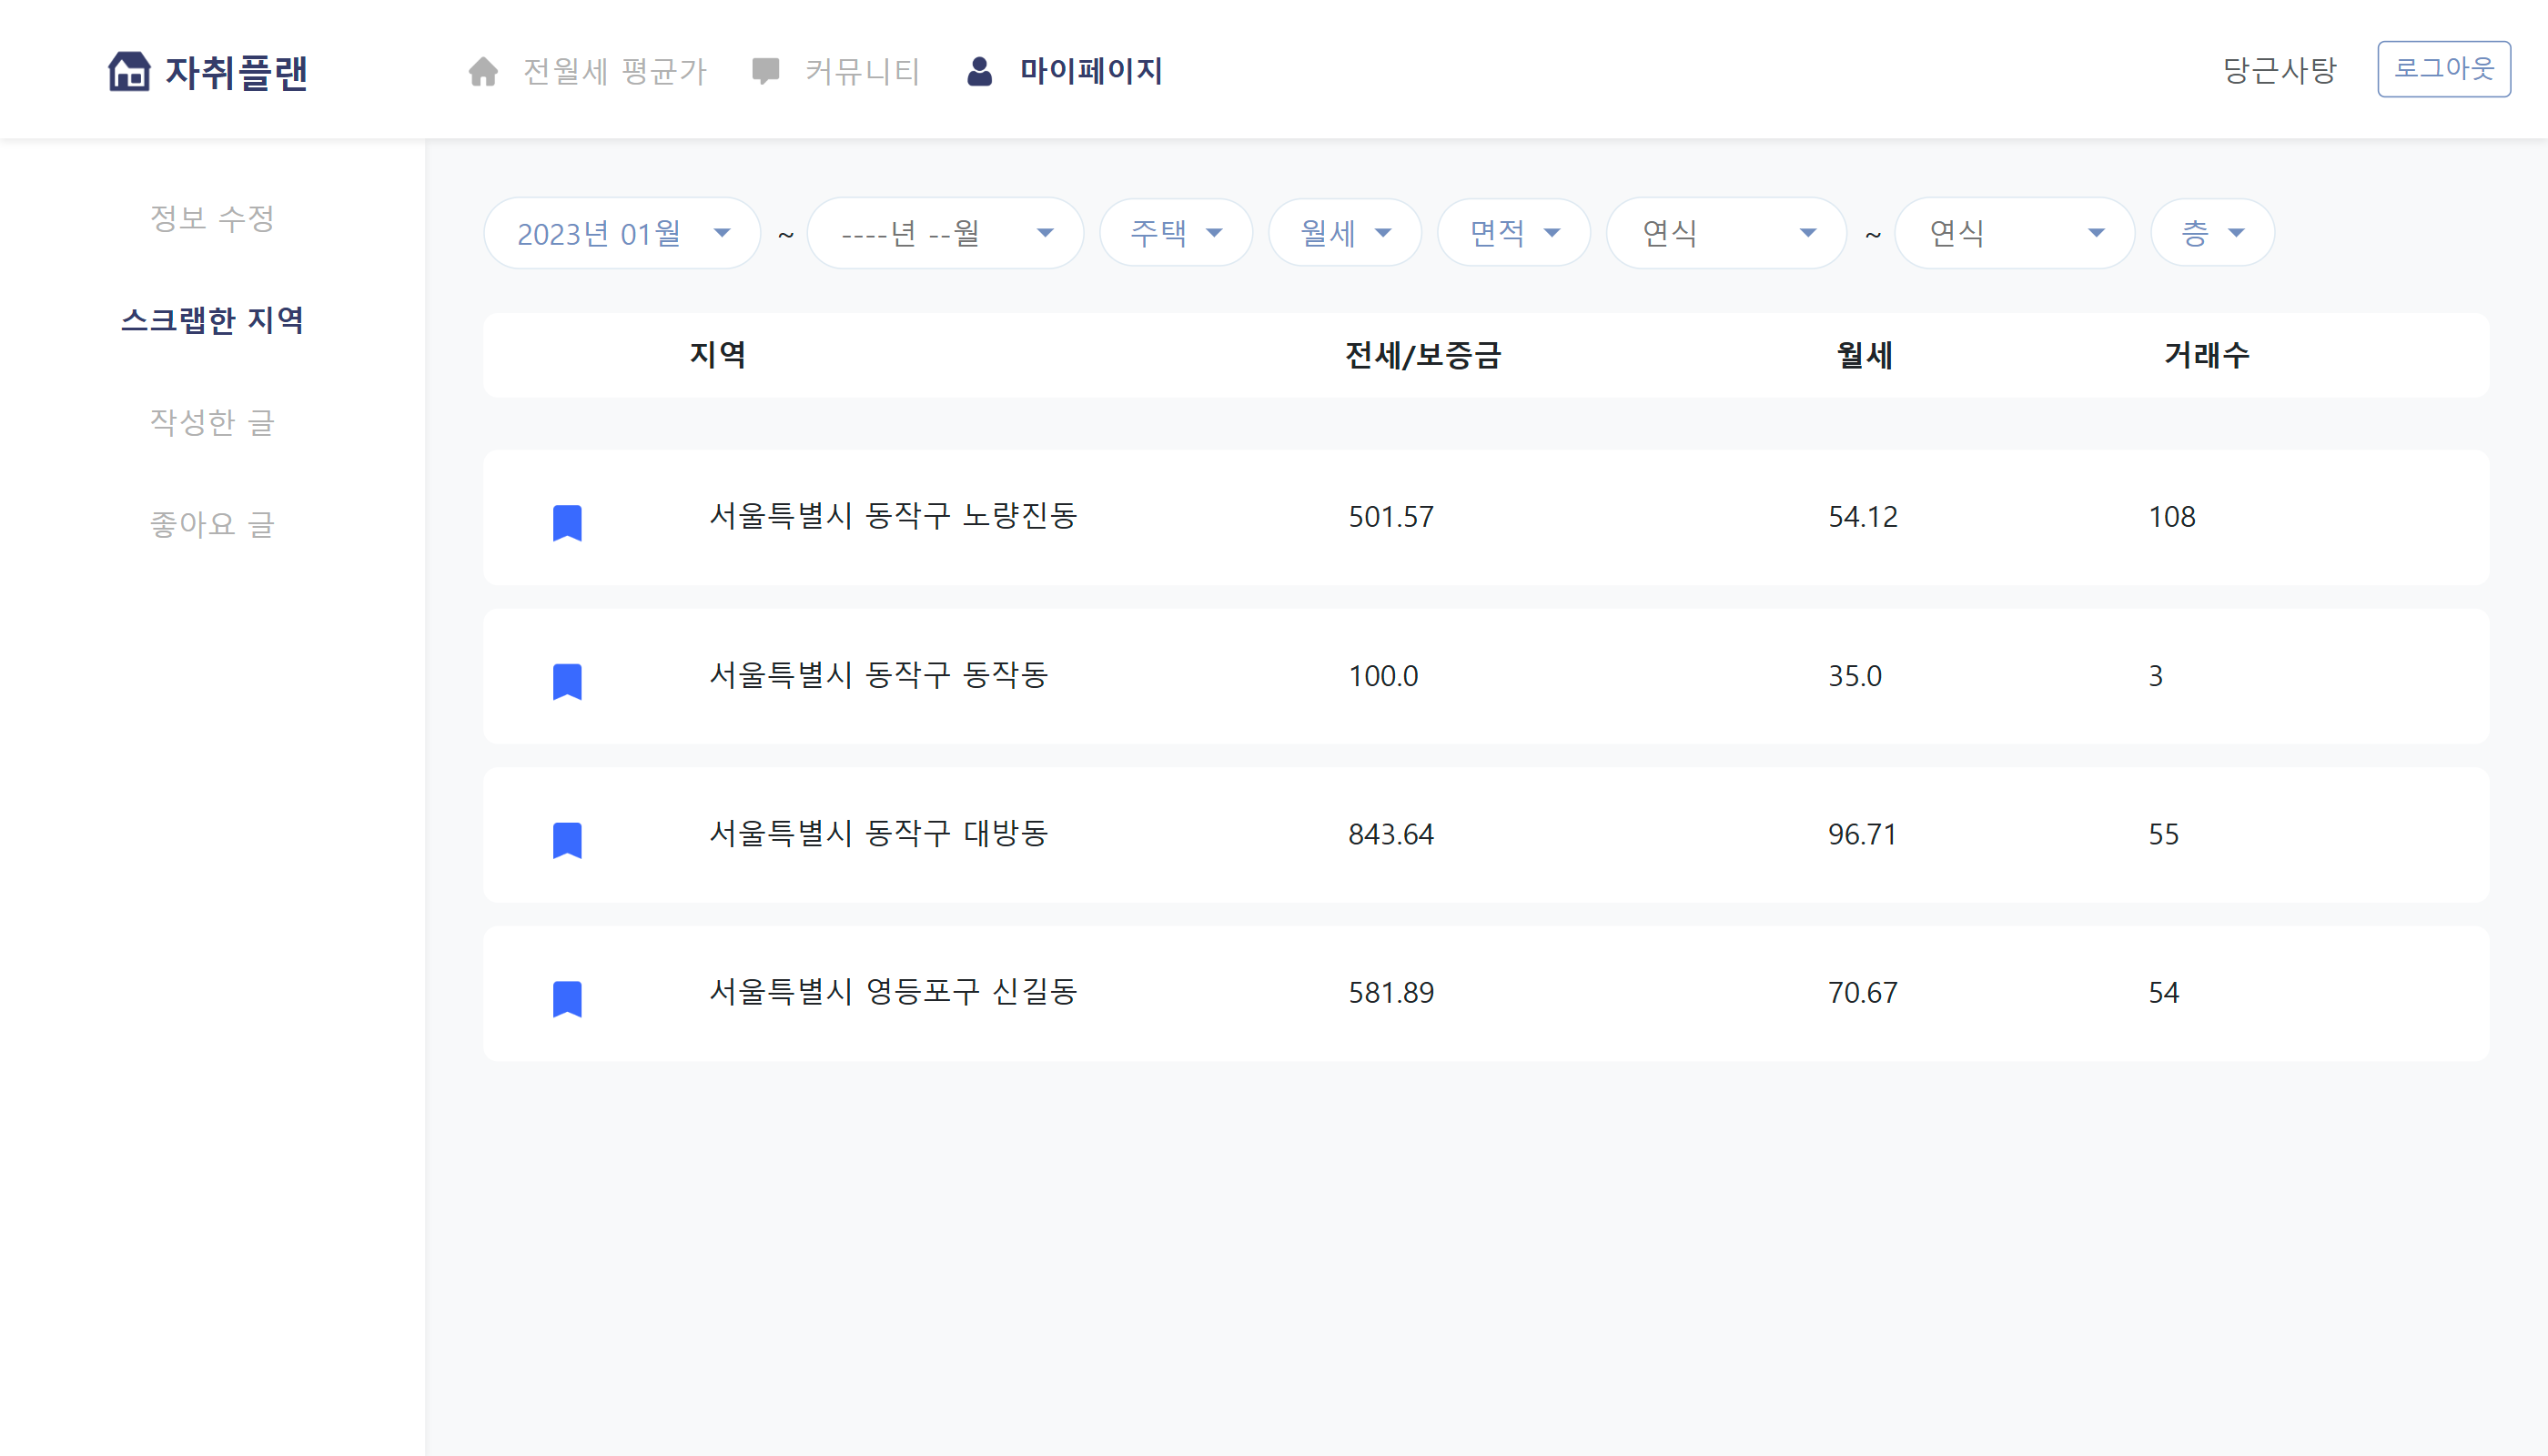 자취플랜 전월세 평균가 커뮤니티 마이페이지 당근사탕 로그아웃
정보 수정
스크랩한 지역
작성한 글
좋아요 글
2023년 01월 ~ ----년 --월 주택 월세 면적 연식 ~ 연식 층
지역 전세/보증금 월세 거래수
서울특별시 동작구 노량진동 501.57 54.12 108
서울특별시 동작구 동작동 100.0 35.0 3
서울특별시 동작구 대방동 843.64 96.71 55
서울특별시 영등포구 신길동 581.89 70.67 54